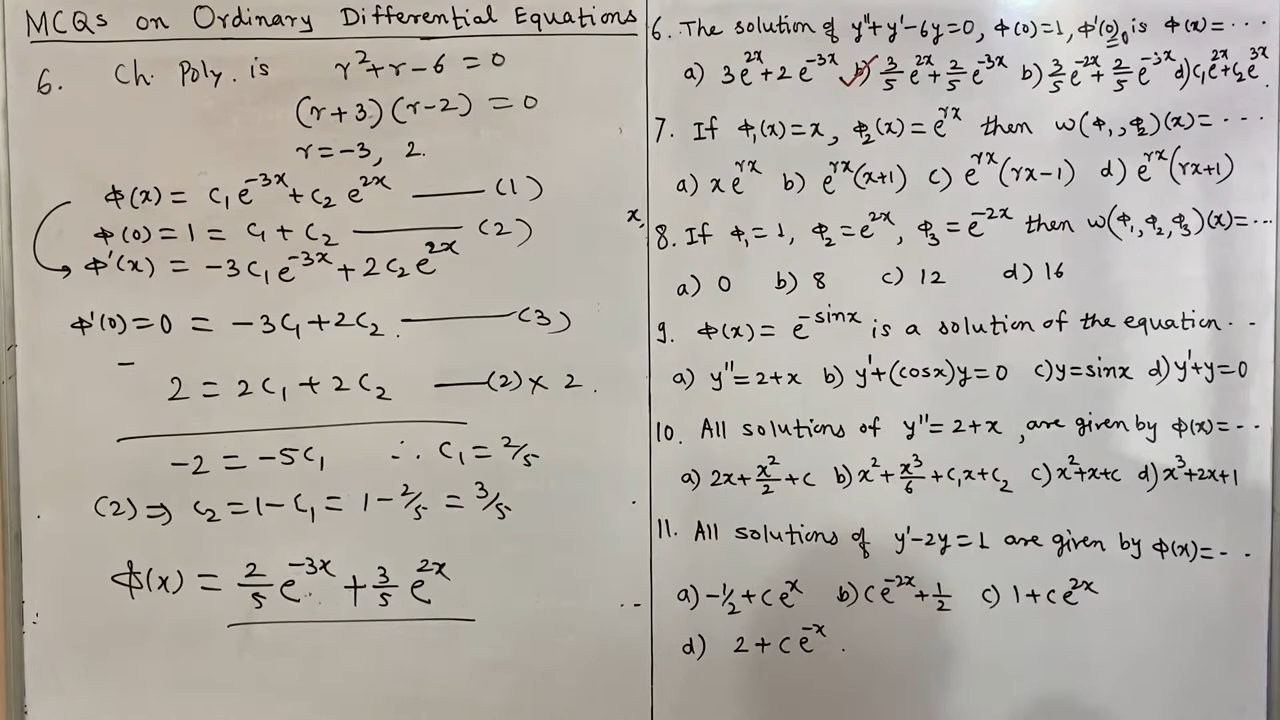 MCQs on Ordinary Differential Equations
6. Ch. Poly. is r²+r-6=0
(r+3)(r-2)=0
r=-3, 2.
ϕ(x) = c₁e^-3x + c₂e^2x —— (1)
ϕ(0)=1= c₁+c₂ —— (2)
ϕ'(x) = -3c₁e^-3x + 2c₂e^2x
ϕ'(0)=0 = -3c₁+2c₂. —— (3)
2 = 2c₁+2c₂ —— (2)×2.
-2 = -5c₁ ∴ c₁=2/5
(2)⇒ c₂=1-c₁=1-2/5=3/5
ϕ(x) = 2/5 e^-3x + 3/5 e^2x
6. The solution of y''+y'-6y=0, ϕ(0)=1, ϕ'(0)=0 is ϕ(x)=···
a) 3e^2x+2e^-3x b) 3/5 e^2x+2/5 e^-3x b) 3/5 e^-2x+2/5 e^-3x d) c₁e^2x+c₂e^3x.
7. If ϕ₁(x)=x, ϕ₂(x)=e^rx then w(ϕ₁,ϕ₂)(x)=···
a) xe^rx b) e^rx(x+1) c) e^rx(rx-1) d) e^rx(rx+1)
x
8. If ϕ₁=1, ϕ₂=e^2x, ϕ₃=e^-2x then w(ϕ₁,ϕ₂,ϕ₃)(x)=···
a) 0 b) 8 c) 12 d) 16
9. ϕ(x)= e^-sinx is a solution of the equation··
a) y''=2+x b) y'+(cosx)y=0 c) y=sinx d) y'+y=0
10. All solutions of y''=2+x, are given by ϕ(x)=··
a) 2x+x²/2+c b) x²+x³/6+c₁x+c₂ c) x²+x+c d) x³+2x+1
11. All solutions of y'-2y=1 are given by ϕ(x)=··
a) -1/2+ce^x b) ce^-2x+1/2 c) 1+ce^2x
d) 2+ce^-x.